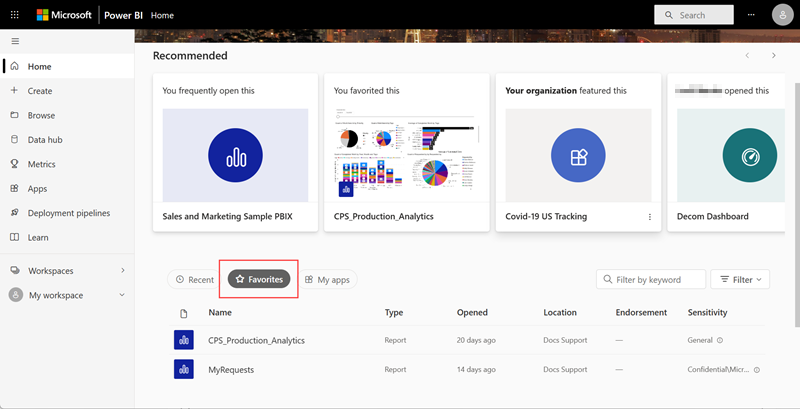 Microsoft Power BI Home Search
Home
Create
Browse
Data hub
Metrics
Apps
Deployment pipelines
Learn
Workspaces
My workspace
Recommended
You frequently open this
Sales and Marketing Sample PBIX
You favorited this
CPS_Production_Analytics
Your organization featured this
Covid-19 US Tracking
opened this
Decom Dashboard
Recent Favorites My apps Filter by keyword Filter
Name Type Opened Location Endorsement Sensitivity
CPS_Production_Analytics Report 20 days ago Docs Support — General
MyRequests Report 14 days ago Docs Support — Confidential\Micr...